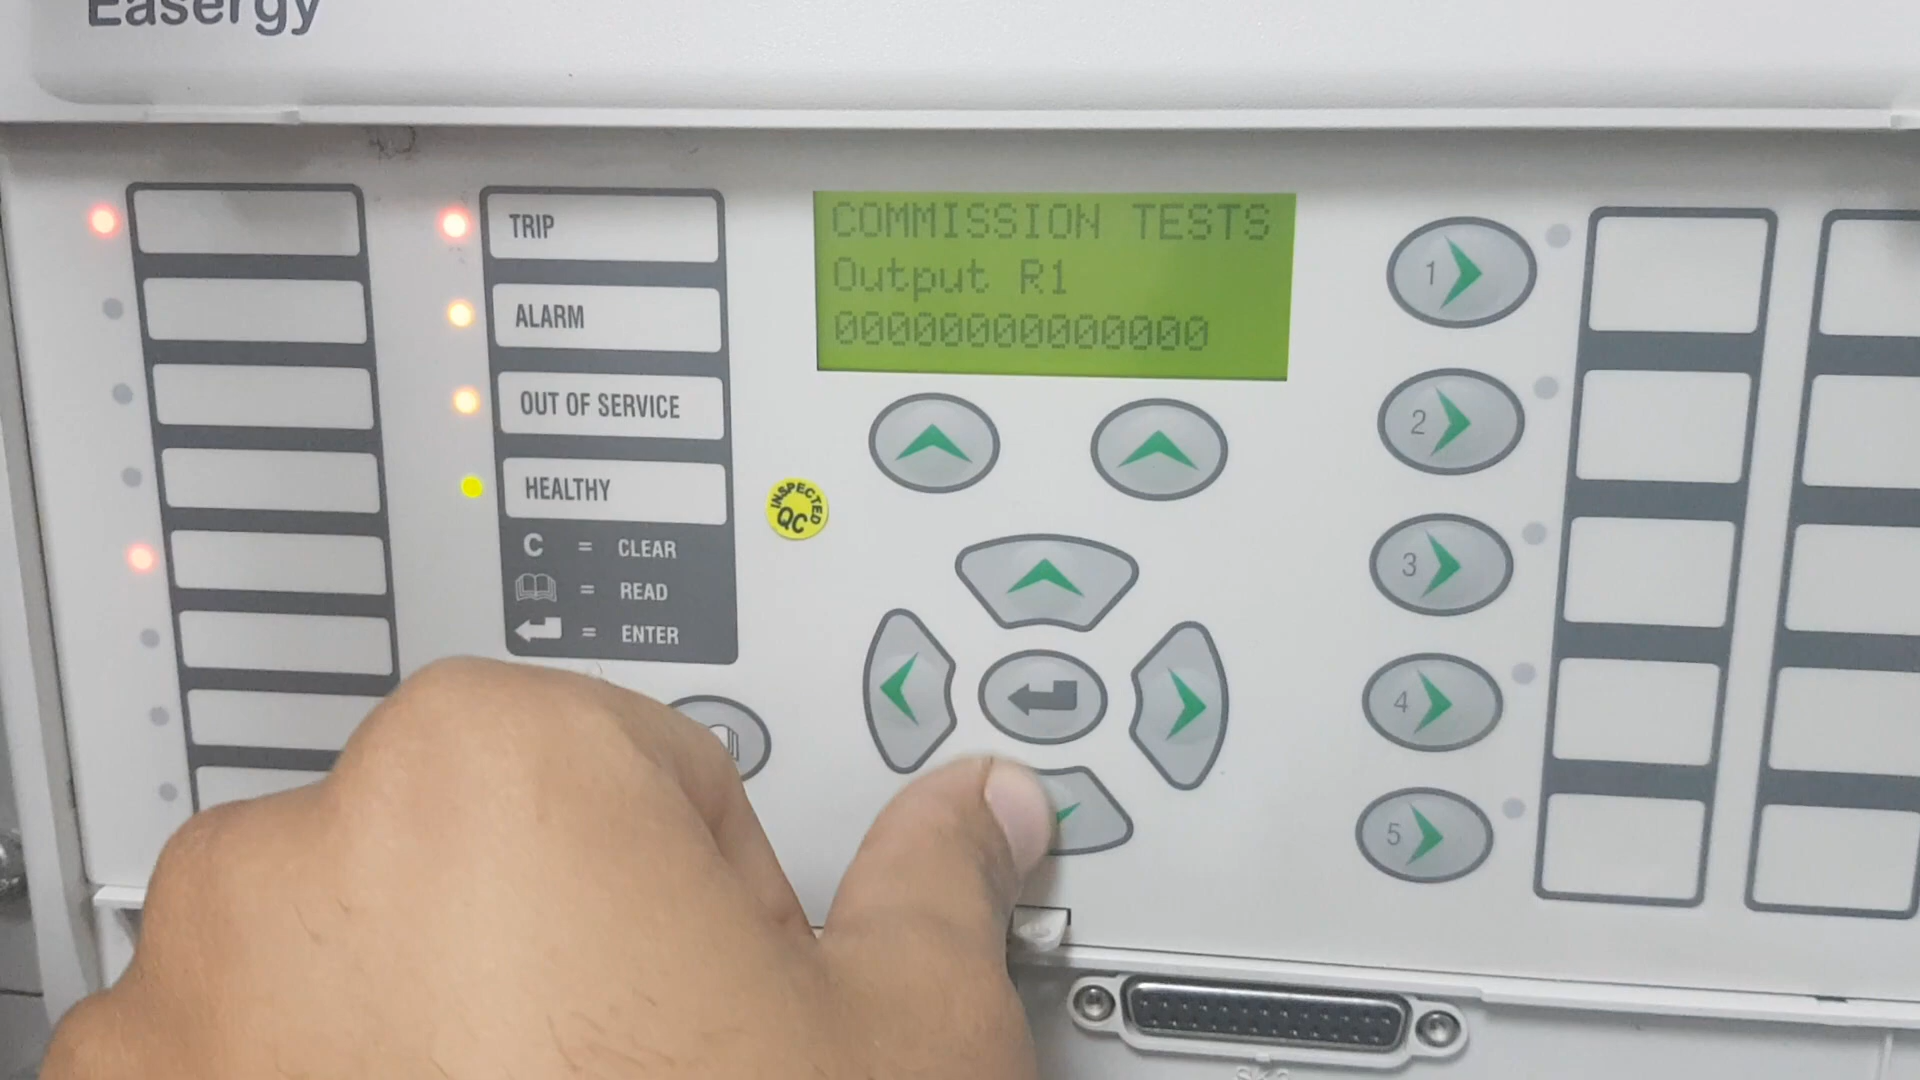 Easergy
TRIP
ALARM
OUT OF SERVICE
HEALTHY
C = CLEAR
= READ
= ENTER
COMMISSION TESTS
Output R1
00000000000000
INSPECTED
QC
1
2
3
4
5